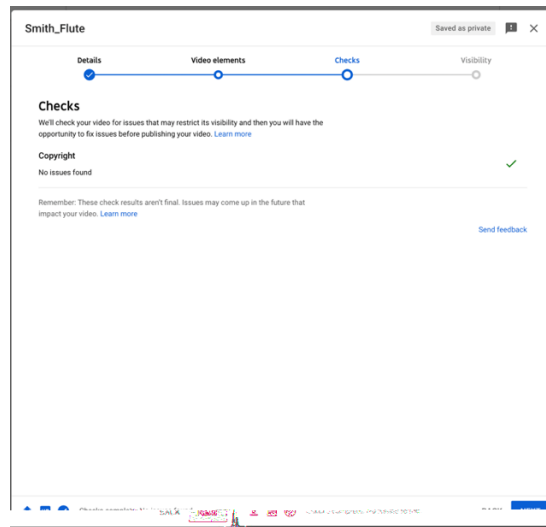 Smith_Flute
Saved as private
Details
Video elements
Checks
Visibility
Checks
We'll check your video for issues that may restrict its visibility and then you will have the
opportunity to fix issues before publishing your video. Learn more
Copyright
No issues found
Remember: These check results aren't final. Issues may come up in the future that
impact your video. Learn more
Send feedback